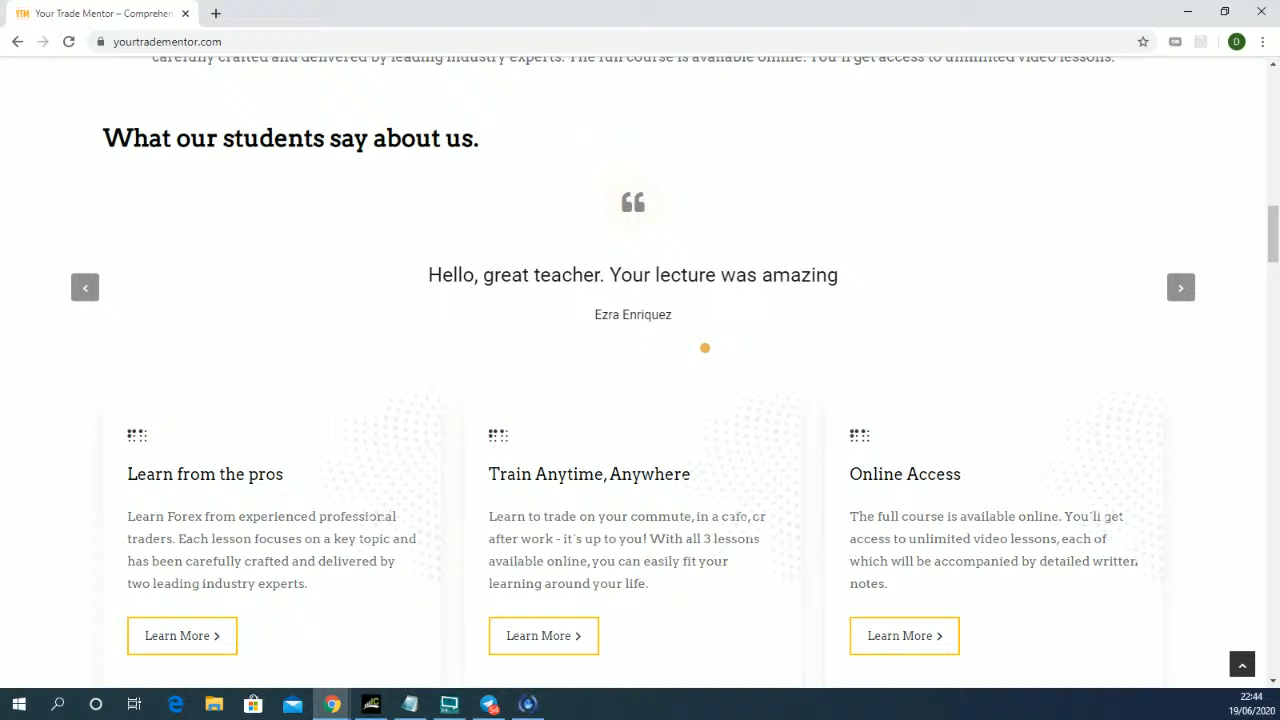 YTM Your Trade Mentor – Comprehen
yourtradementor.com
D
carefully crafted and delivered by leading industry experts. The full course is available online. You'll get access to unlimited video lessons.
What our students say about us.
Hello, great teacher. Your lecture was amazing
Ezra Enriquez
Learn from the pros
Learn Forex from experienced professional
traders. Each lesson focuses on a key topic and
has been carefully crafted and delivered by
two leading industry experts.
Learn More
Train Anytime, Anywhere
Learn to trade on your commute, in a cafe, or
after work - it`s up to you! With all 3 lessons
available online, you can easily fit your
learning around your life.
Learn More
Online Access
The full course is available online. You`ll get
access to unlimited video lessons, each of
which will be accompanied by detailed written
notes.
Learn More
54
22:44
19/06/2020